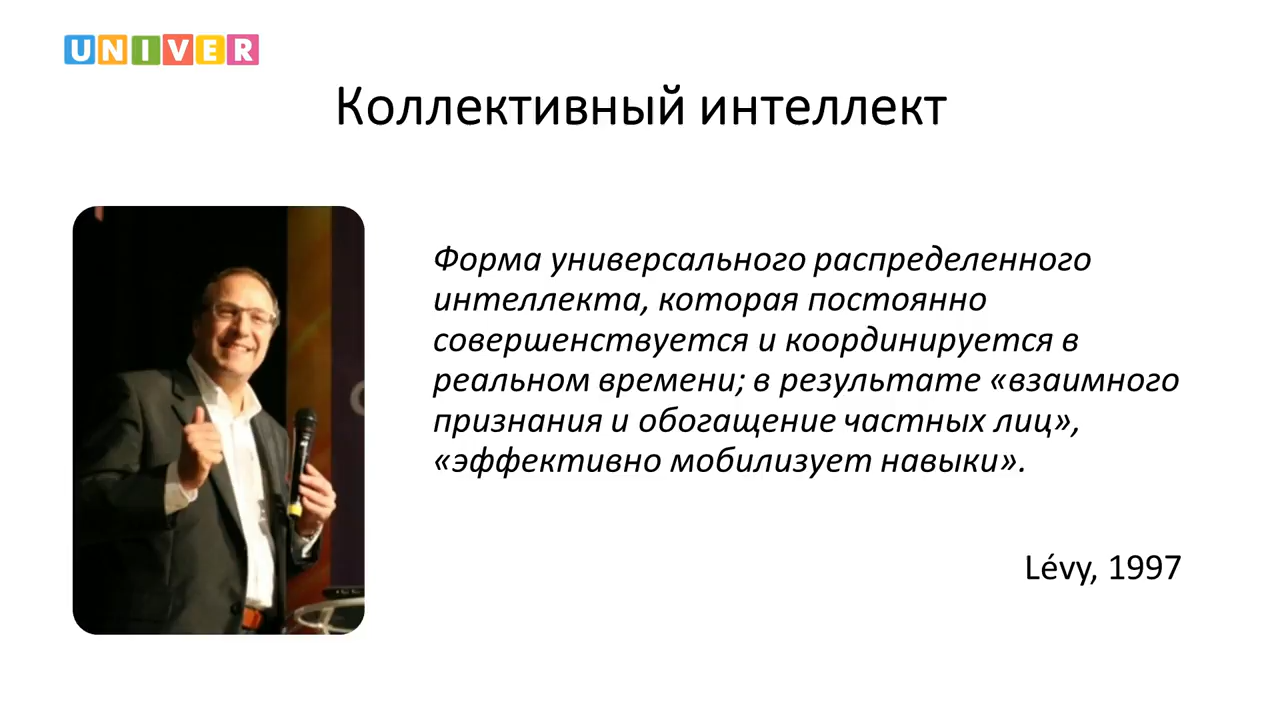 UNIVER
Коллективный интеллект
Форма универсального распределенного
интеллекта, которая постоянно
совершенствуется и координируется в
реальном времени; в результате «взаимного
признания и обогащение частных лиц»,
«эффективно мобилизует навыки».
Lévy, 1997